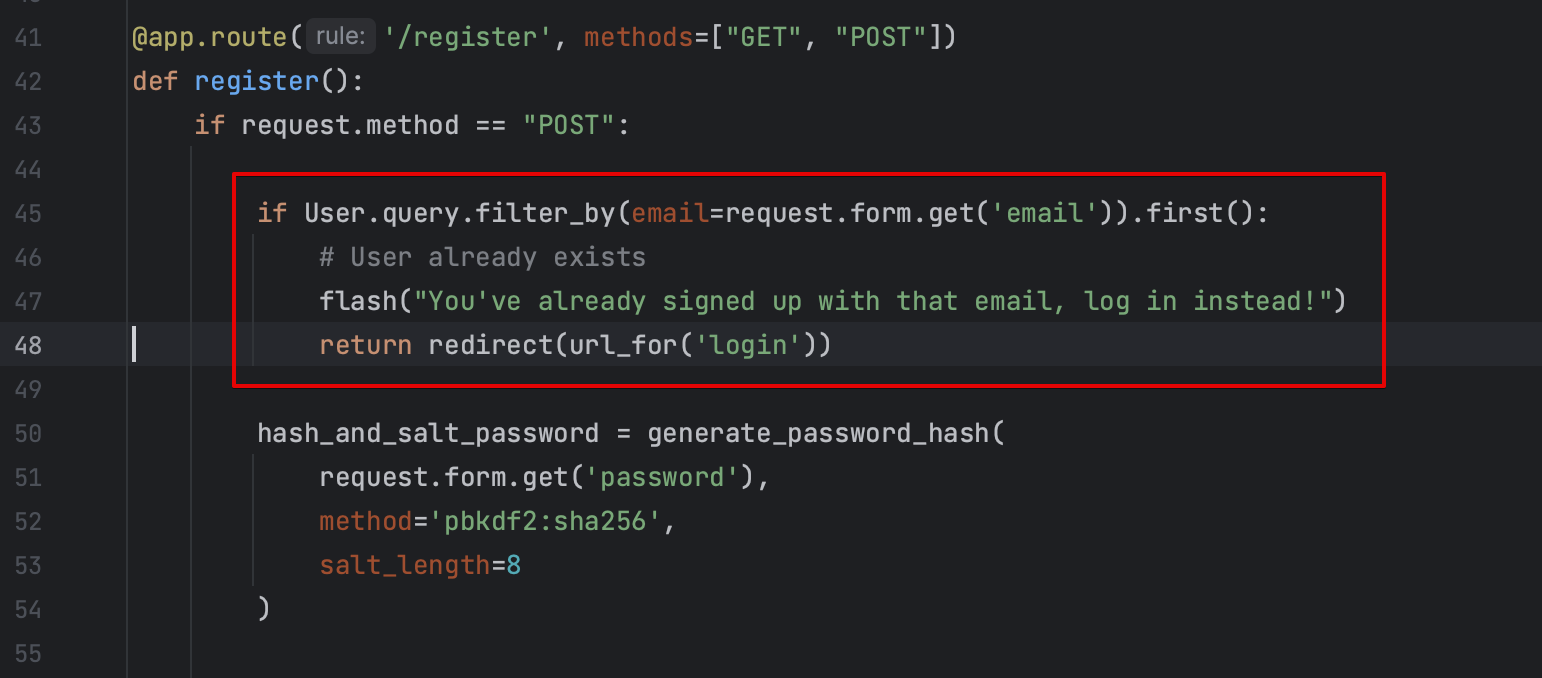 41 @app.route( rule: '/register', methods=["GET", "POST"])
42 def register():
43     if request.method == "POST":
44
45         if User.query.filter_by(email=request.form.get('email')).first():
46             # User already exists
47             flash("You've already signed up with that email, log in instead!")
48             return redirect(url_for('login'))
49
50         hash_and_salt_password = generate_password_hash(
51             request.form.get('password'),
52             method='pbkdf2:sha256',
53             salt_length=8
54         )
55